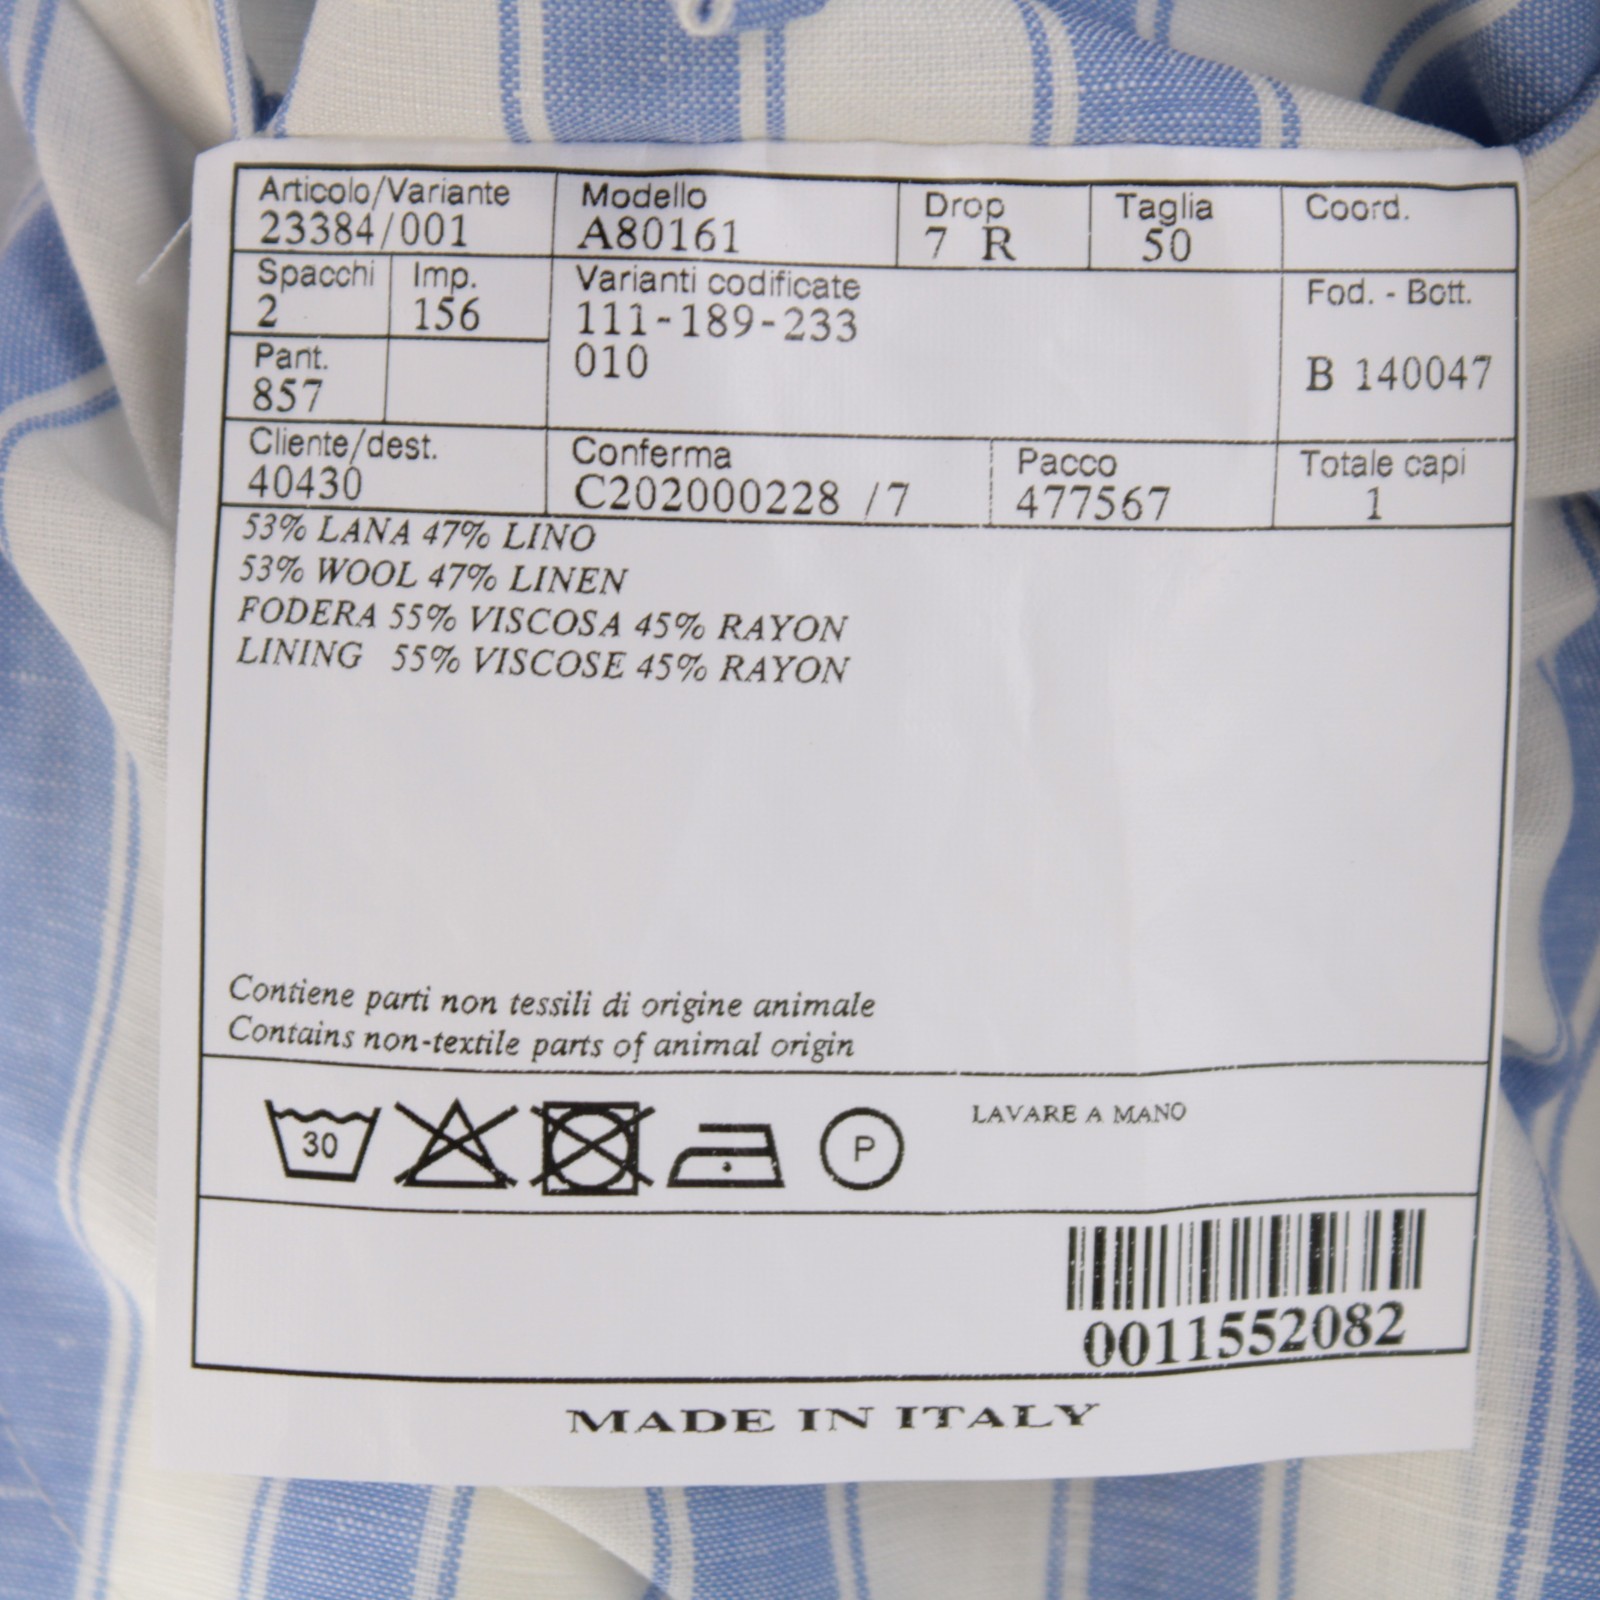 Articolo/Variante Modello Drop Taglia Coord.
23384/001 A80161 7 R 50
Spacchi Imp. Varianti codificate Fod. - Bott.
2 156 111-189-233
010 B 140047
Pant.
857
Cliente/dest. Conferma Pacco Totale capi
40430 C202000228 /7 477567 1
53% LANA 47% LINO
53% WOOL 47% LINEN
FODERA 55% VISCOSA 45% RAYON
LINING 55% VISCOSE 45% RAYON
Contiene parti non tessili di origine animale
Contains non-textile parts of animal origin
30 P LAVARE A MANO
0011552082
MADE IN ITALY